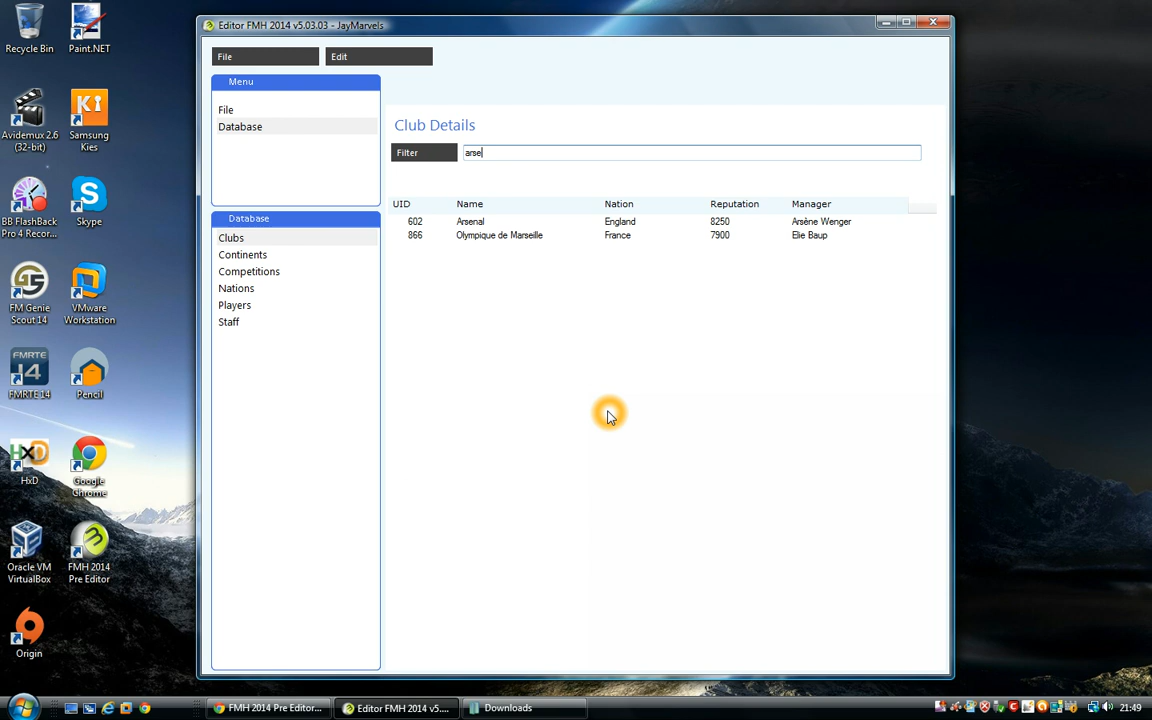 Recycle Bin
Paint.NET
Avidemux 2.6
(32-bit)
Samsung
Kies
BB FlashBack
Pro 4 Recor...
Skype
FM Genie
Scout 14
VMware
Workstation
FMRTE
14
FMRTE 14
Pencil
HxD
HxD
Google
Chrome
Oracle VM
VirtualBox
FMH 2014
Pre Editor
Origin
Editor FMH 2014 v5.03.03 - JayMarvels
File
Edit
Menu
File
Database
Database
Clubs
Continents
Competitions
Nations
Players
Staff
Club Details
Filter
arse
UID Name Nation Reputation Manager
602 Arsenal England 8250 Arsène Wenger
866 Olympique de Marseille France 7900 Elie Baup
FMH 2014 Pre Editor...
Editor FMH 2014 v5....
Downloads
21:49